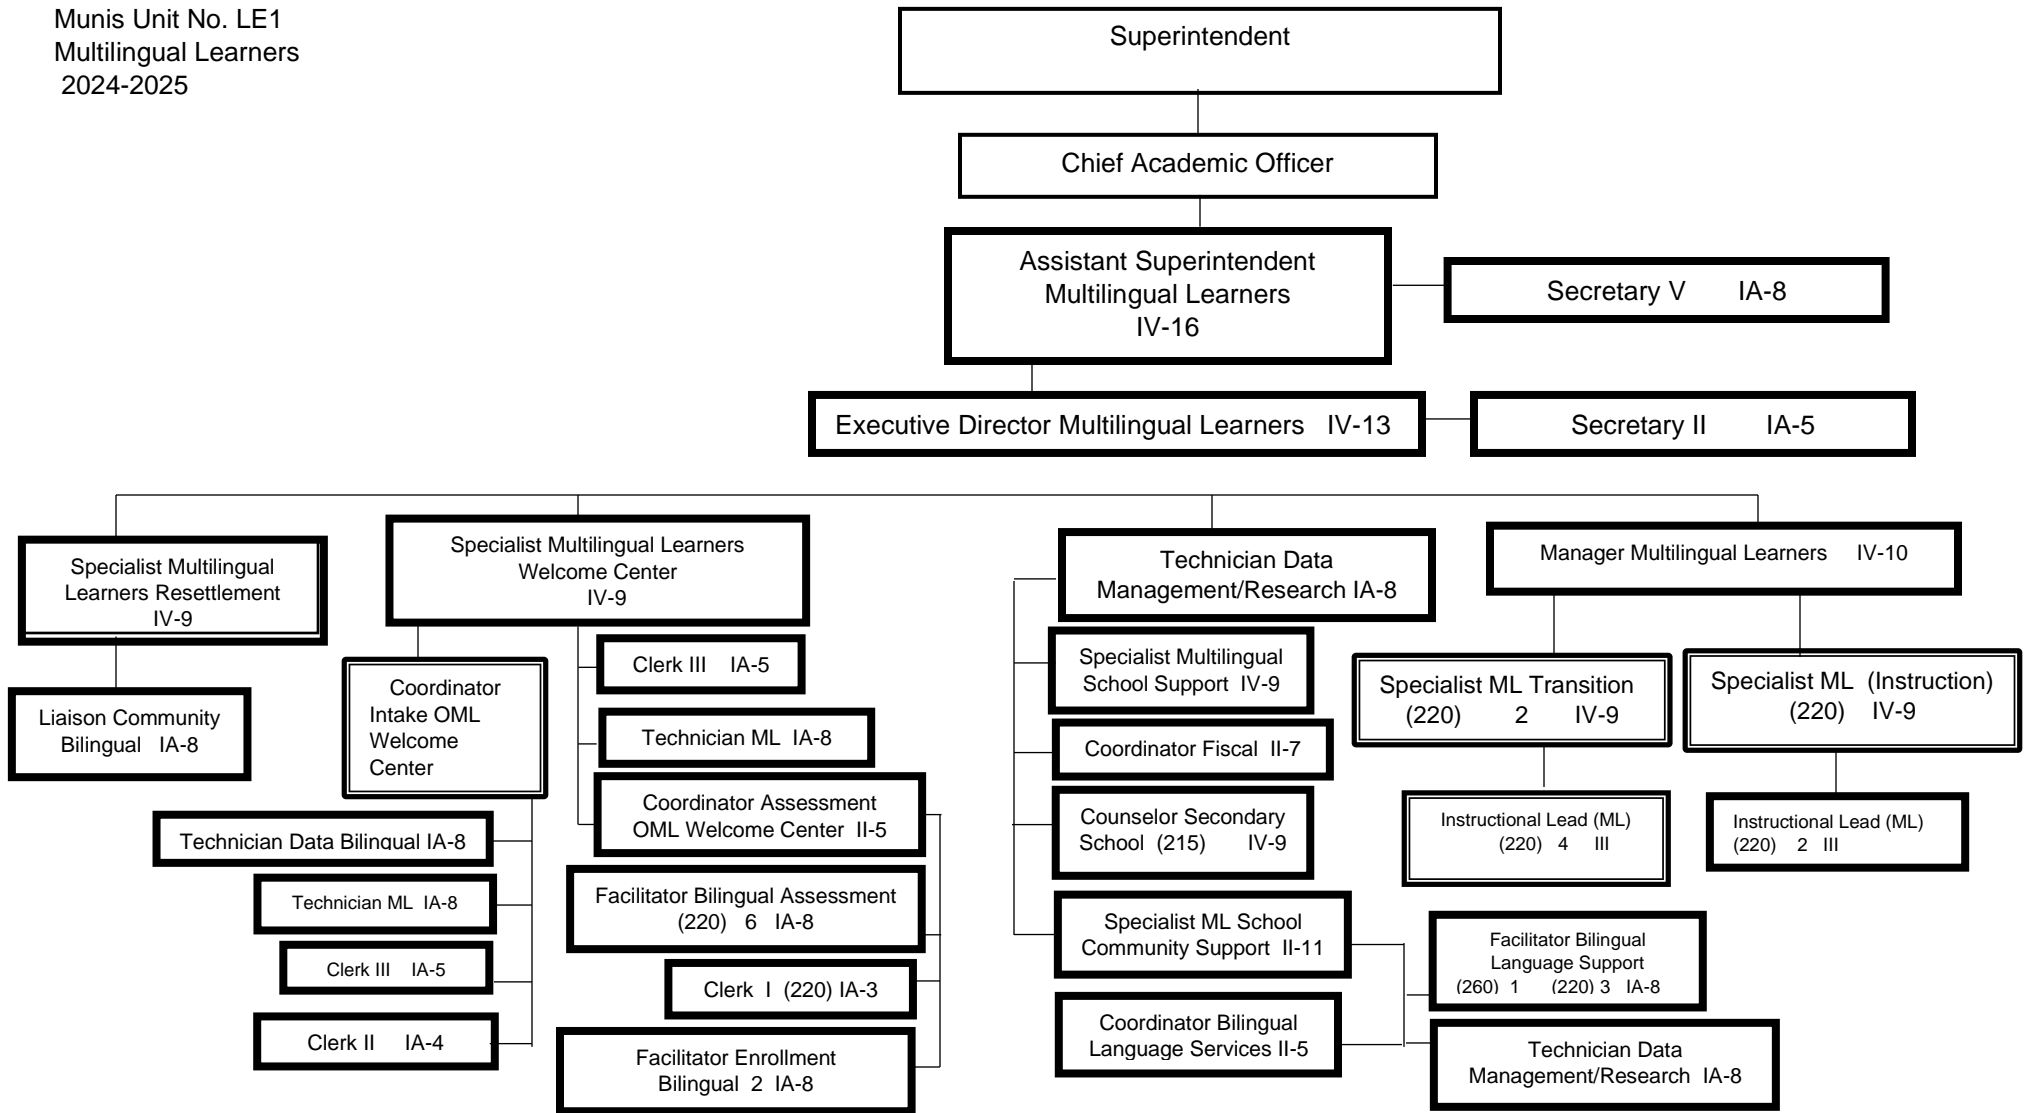 Munis Unit No. LE1
Multilingual Learners
2024-2025
Superintendent
Chief Academic Officer
Assistant Superintendent
Multilingual Learners
IV-16
Secretary V IA-8
Executive Director Multilingual Learners IV-13
Secretary II IA-5
Specialist Multilingual
Learners Resettlement
IV-9
Liaison Community
Bilingual IA-8
Specialist Multilingual Learners
Welcome Center
IV-9
Coordinator
Intake OML
Welcome
Center
Technician Data Bilingual IA-8
Technician ML IA-8
Clerk III IA-5
Clerk II IA-4
Clerk III IA-5
Technician ML IA-8
Coordinator Assessment
OML Welcome Center II-5
Facilitator Bilingual Assessment
(220) 6 IA-8
Clerk I (220) IA-3
Facilitator Enrollment
Bilingual 2 IA-8
Technician Data
Management/Research IA-8
Specialist Multilingual
School Support IV-9
Coordinator Fiscal II-7
Counselor Secondary
School (215) IV-9
Specialist ML School
Community Support II-11
Coordinator Bilingual
Language Services II-5
Facilitator Bilingual
Language Support
(260) 1 (220) 3 IA-8
Technician Data
Management/Research IA-8
Manager Multilingual Learners IV-10
Specialist ML Transition
(220) 2 IV-9
Instructional Lead (ML)
(220) 4 III
Specialist ML (Instruction)
(220) IV-9
Instructional Lead (ML)
(220) 2 III